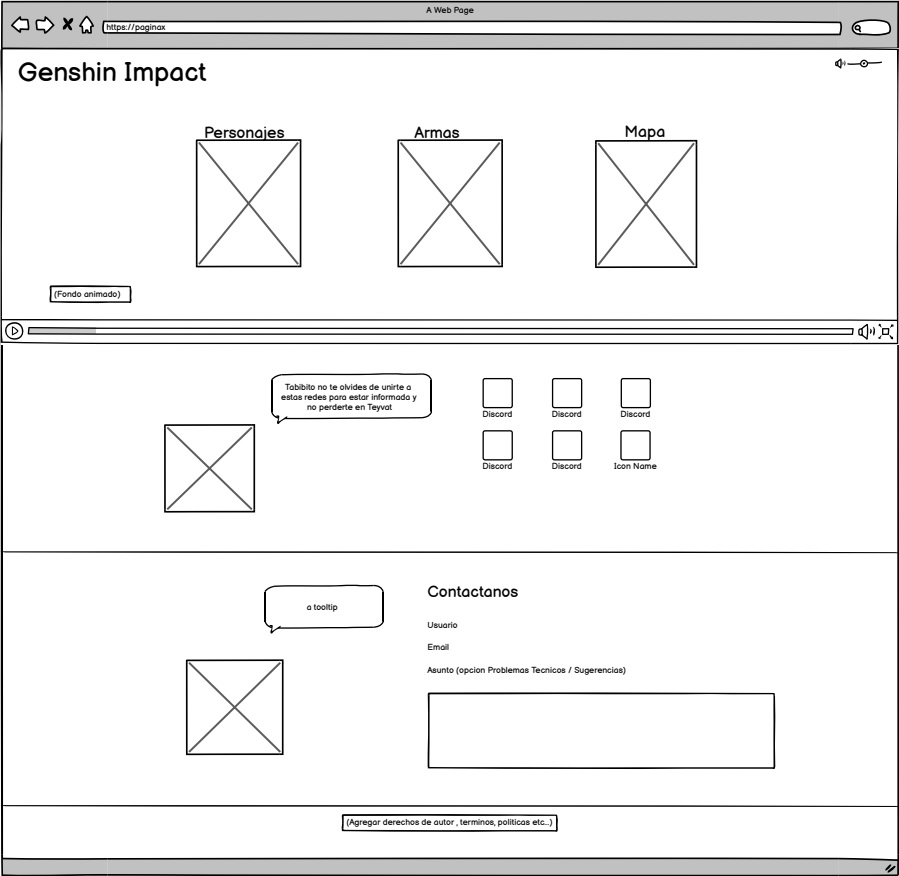 A Web Page
https://paginax
Genshin Impact
Personajes
Armas
Mapa
(Fondo animado)
Tabibito no te olvides de unirte a
estas redes para estar informada y
no perderte en Teyvat
Discord
Discord
Discord
Discord
Discord
Icon Name
a tooltip
Contactanos
Usuario
Email
Asunto (opcion Problemas Tecnicos / Sugerencias)
(Agregar derechos de autor , terminos, politicas etc..)